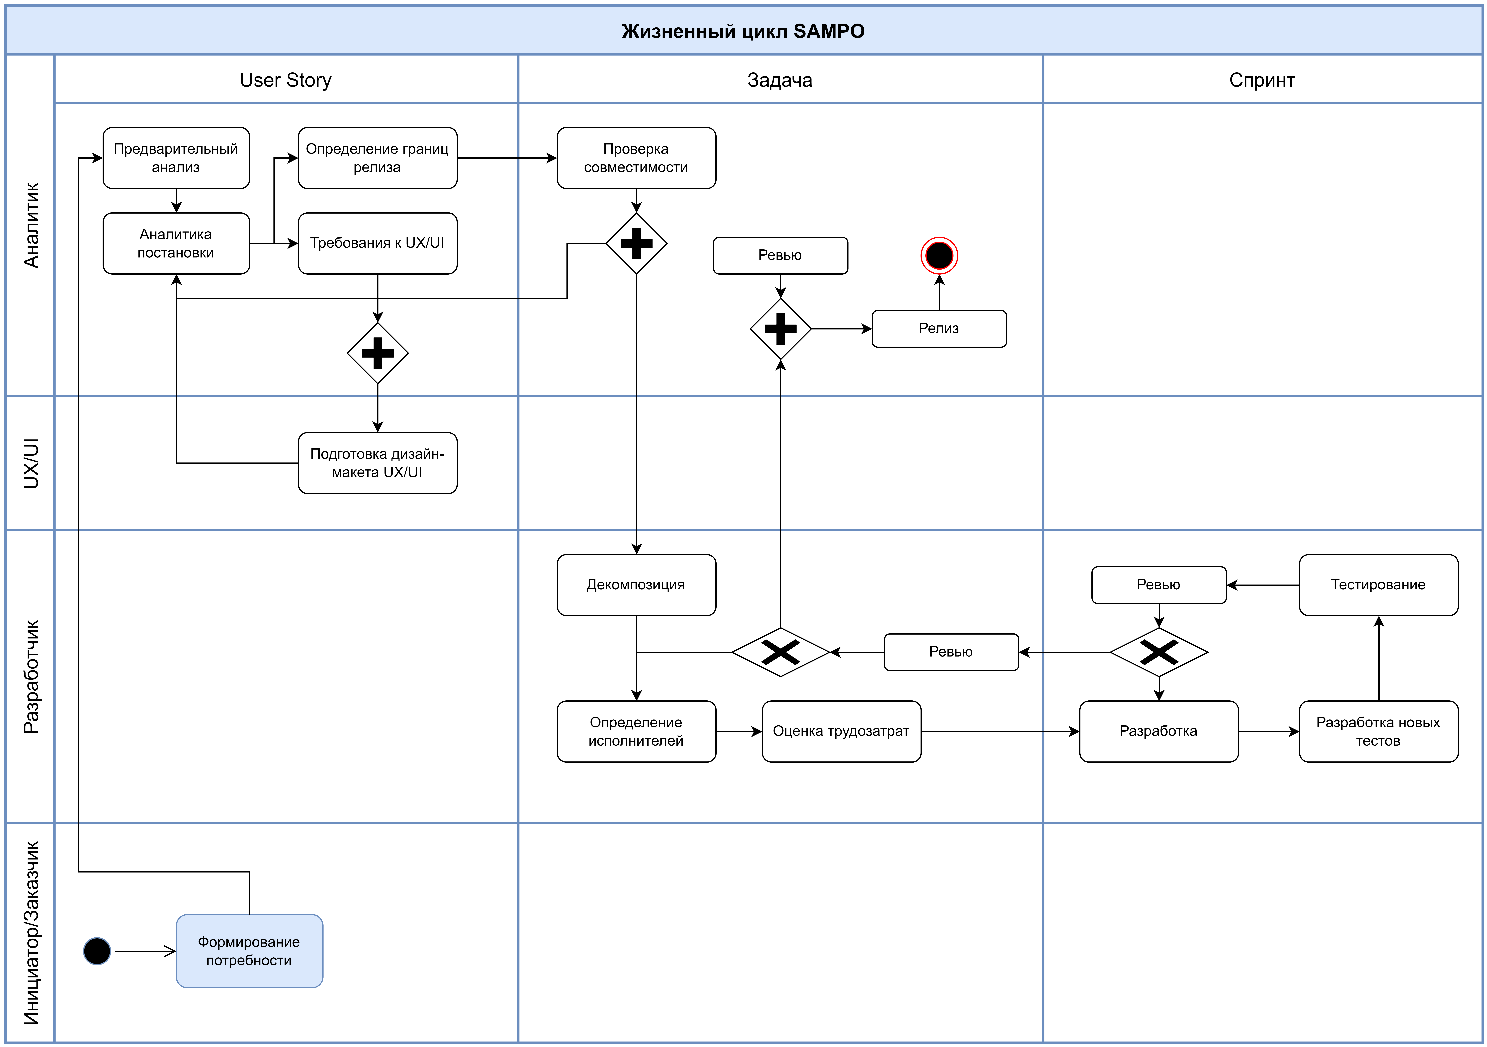 Жизненный цикл SAMPO
User Story
Задача
Спринт
Аналитик
Предварительный
анализ
Определение границ
релиза
Проверка
совместимости
Аналитика
постановки
Требования к UX/UI
Ревью
Релиз
UX/UI
Подготовка дизайн-
макета UX/UI
Разработчик
Декомпозиция
Ревью
Тестирование
Ревью
Определение
исполнителей
Оценка трудозатрат
Разработка
Разработка новых
тестов
Инициатор/Заказчик
Формирование
потребности